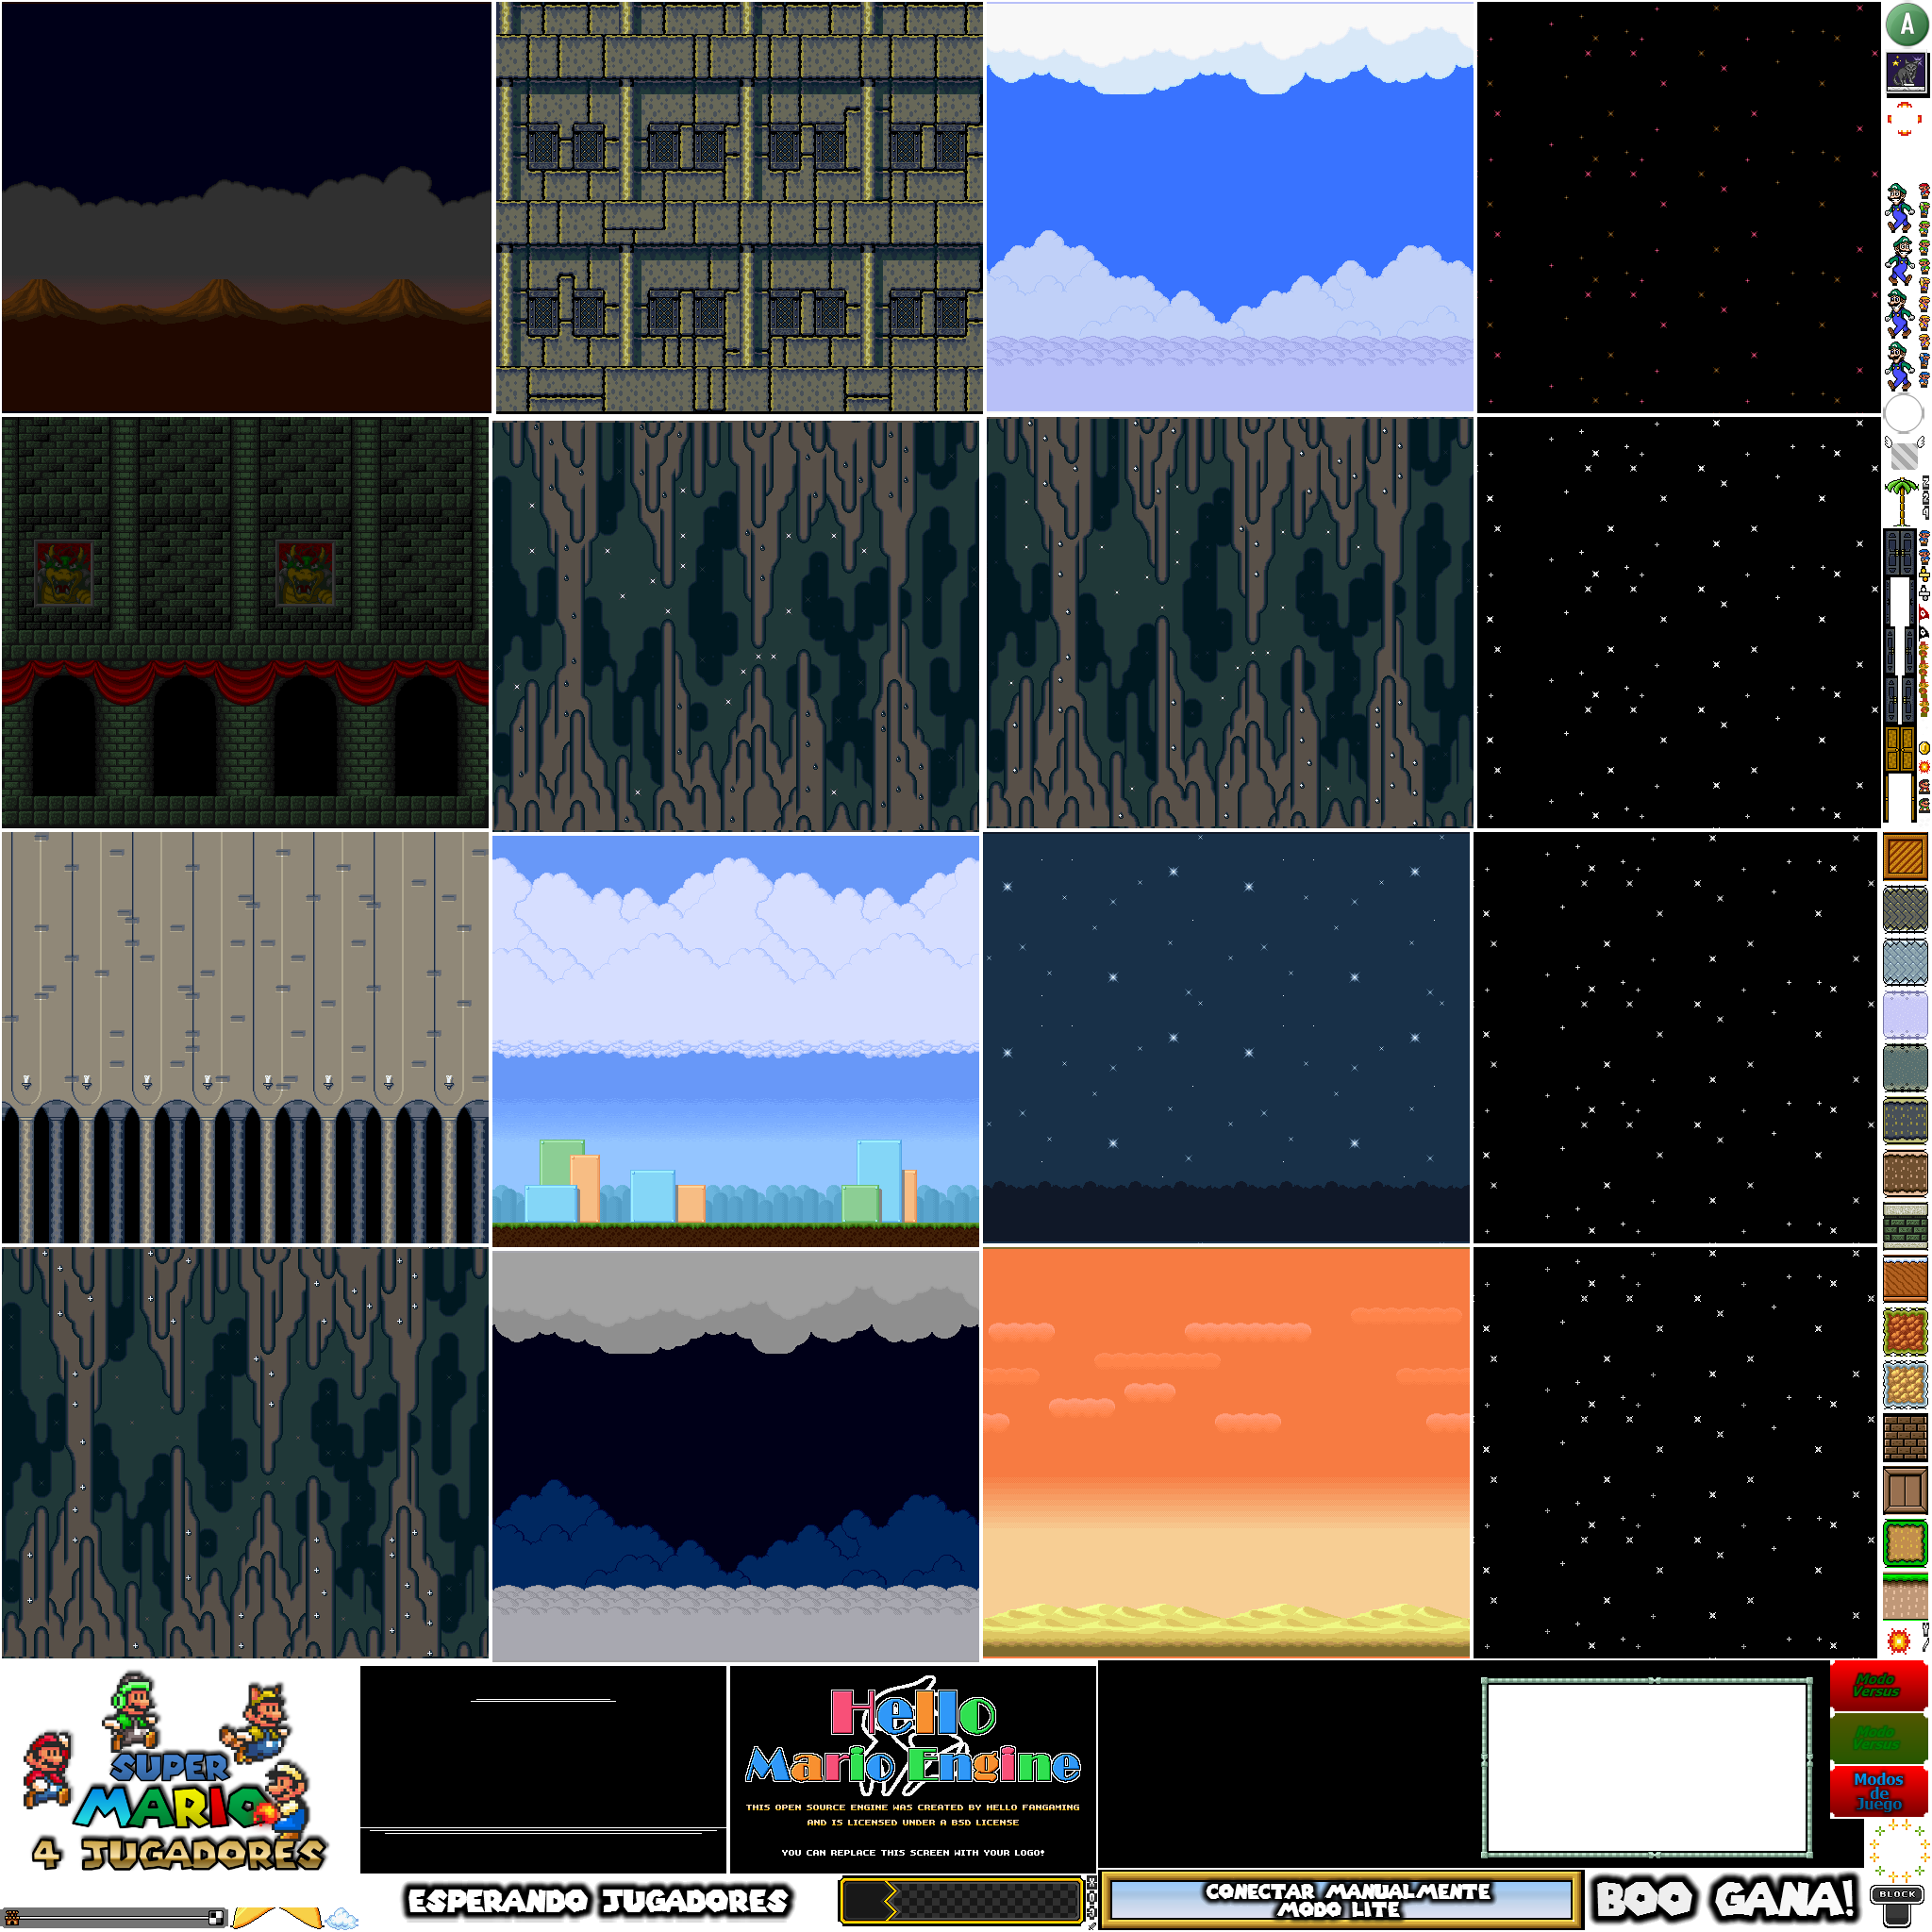 A
SUPER
MARIO
4 JUGADORES
Hello
Mario Engine
THIS OPEN SOURCE ENGINE WAS CREATED BY HELLO FANGAMING
AND IS LICENSED UNDER A BSD LICENSE
YOU CAN REPLACE THIS SCREEN WITH YOUR LOGO!
Modo
Versus
Modo
Versus
Modos
de
Juego
ESPERANDO JUGADORES
CONECTAR MANUALMENTE
MODO LITE
BOO GANA!
BLOCK